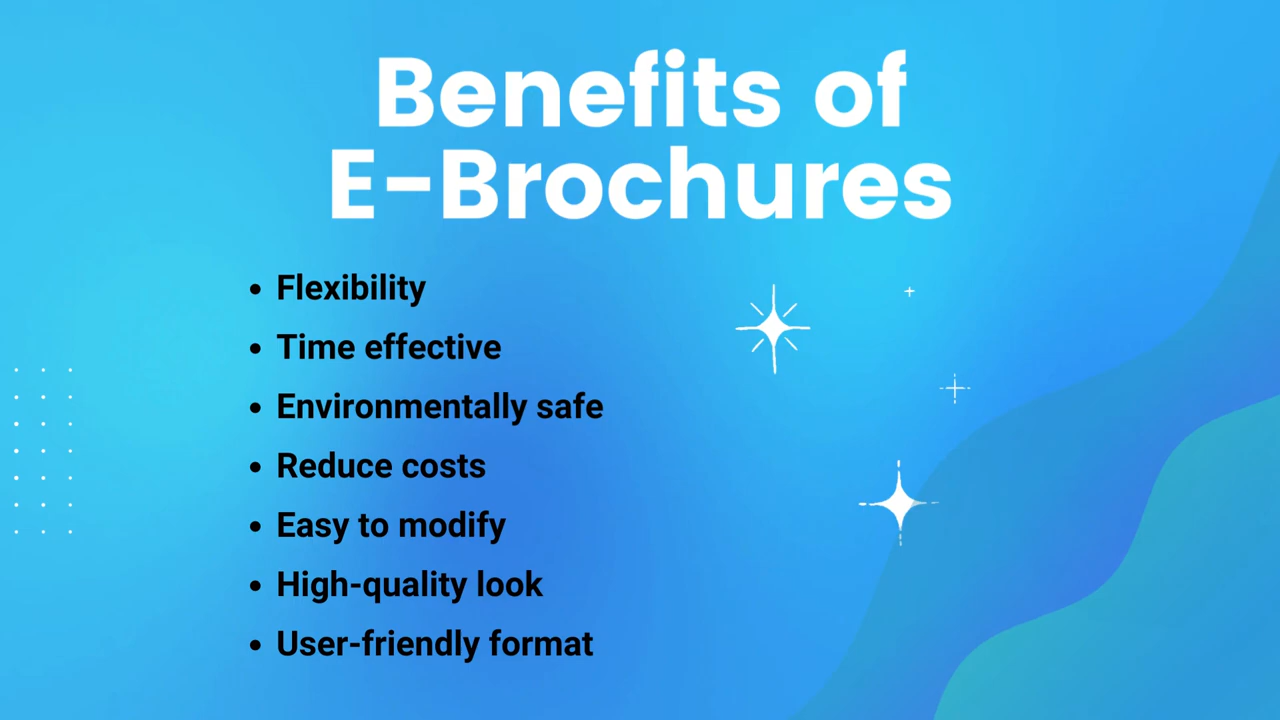 Benefits of
E-Brochures
• Flexibility
• Time effective
• Environmentally safe
• Reduce costs
• Easy to modify
• High-quality look
• User-friendly format